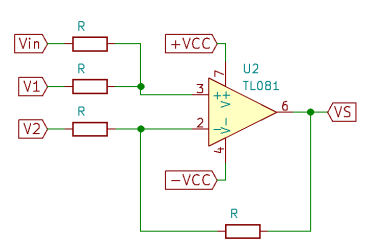 R
Vin
+VCC
R
V1
U2
TL081
7
3
+
V+
6
VS
R
V2
2
-
V-
4
-VCC
R